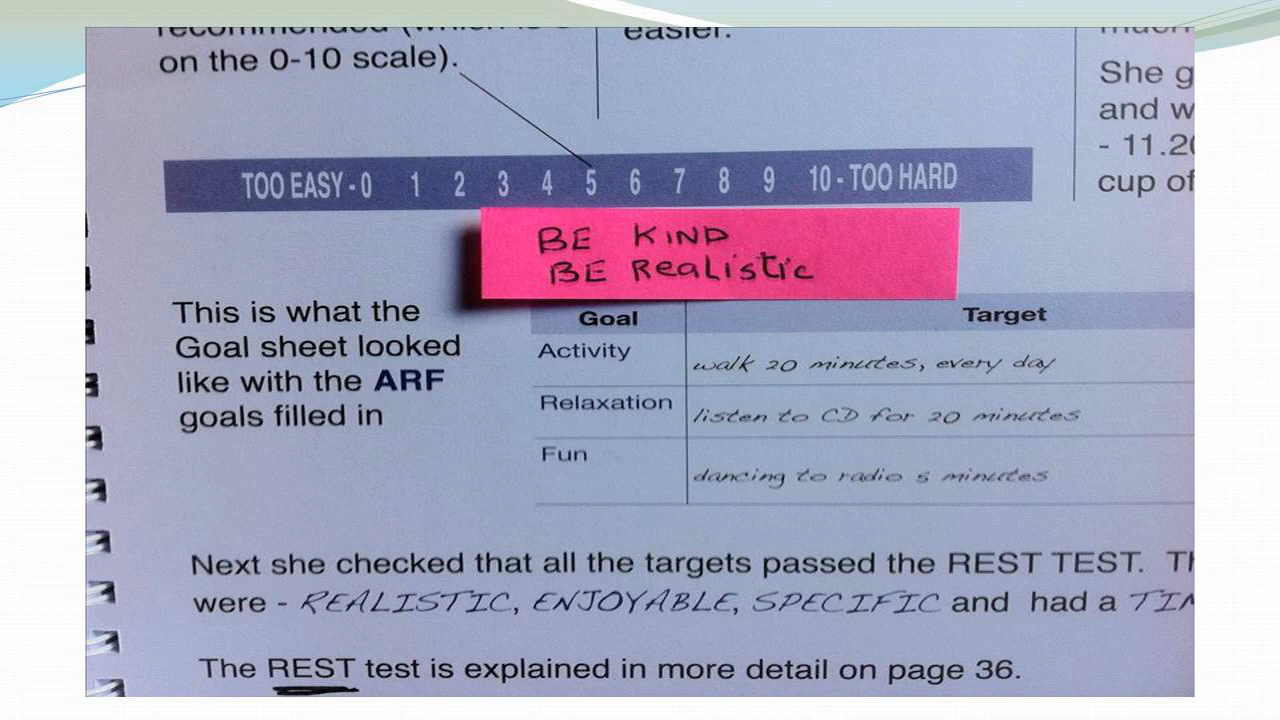 on the 0-10 scale).
easier.
She g
and w
- 11.20
cup of
TOO EASY - 0 1 2 3 4 5 6 7 8 9 10 - TOO HARD
BE KIND
BE ReaListic
This is what the
Goal sheet looked
like with the ARF
goals filled in
Goal Target
Activity walk 20 minutes, every day
Relaxation listen to CD for 20 minutes
Fun dancing to radio 5 minutes
Next she checked that all the targets passed the REST TEST. Th
were - REALISTIC, ENJOYABLE, SPECIFIC and had a TIM
The REST test is explained in more detail on page 36.